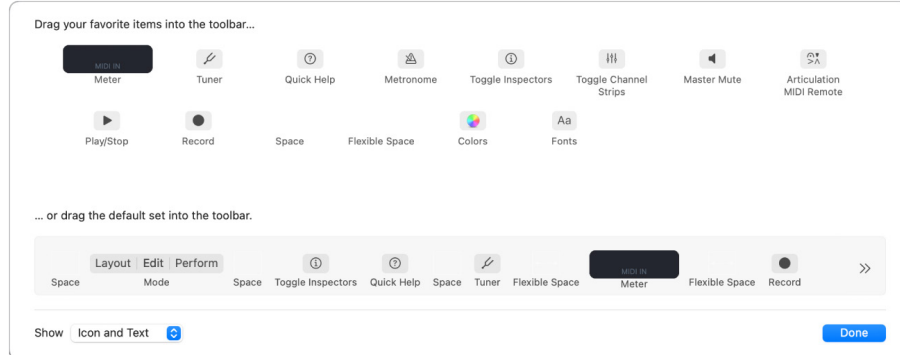 Drag your favorite items into the toolbar...
MIDI IN
Meter Tuner Quick Help Metronome Toggle Inspectors Toggle Channel Strips Master Mute Articulation MIDI Remote
Aa
Play/Stop Record Space Flexible Space Colors Fonts
... or drag the default set into the toolbar.
Layout Edit Perform
MIDI IN
Space Mode Space Toggle Inspectors Quick Help Space Tuner Flexible Space Meter Flexible Space Record
Show Icon and Text Done